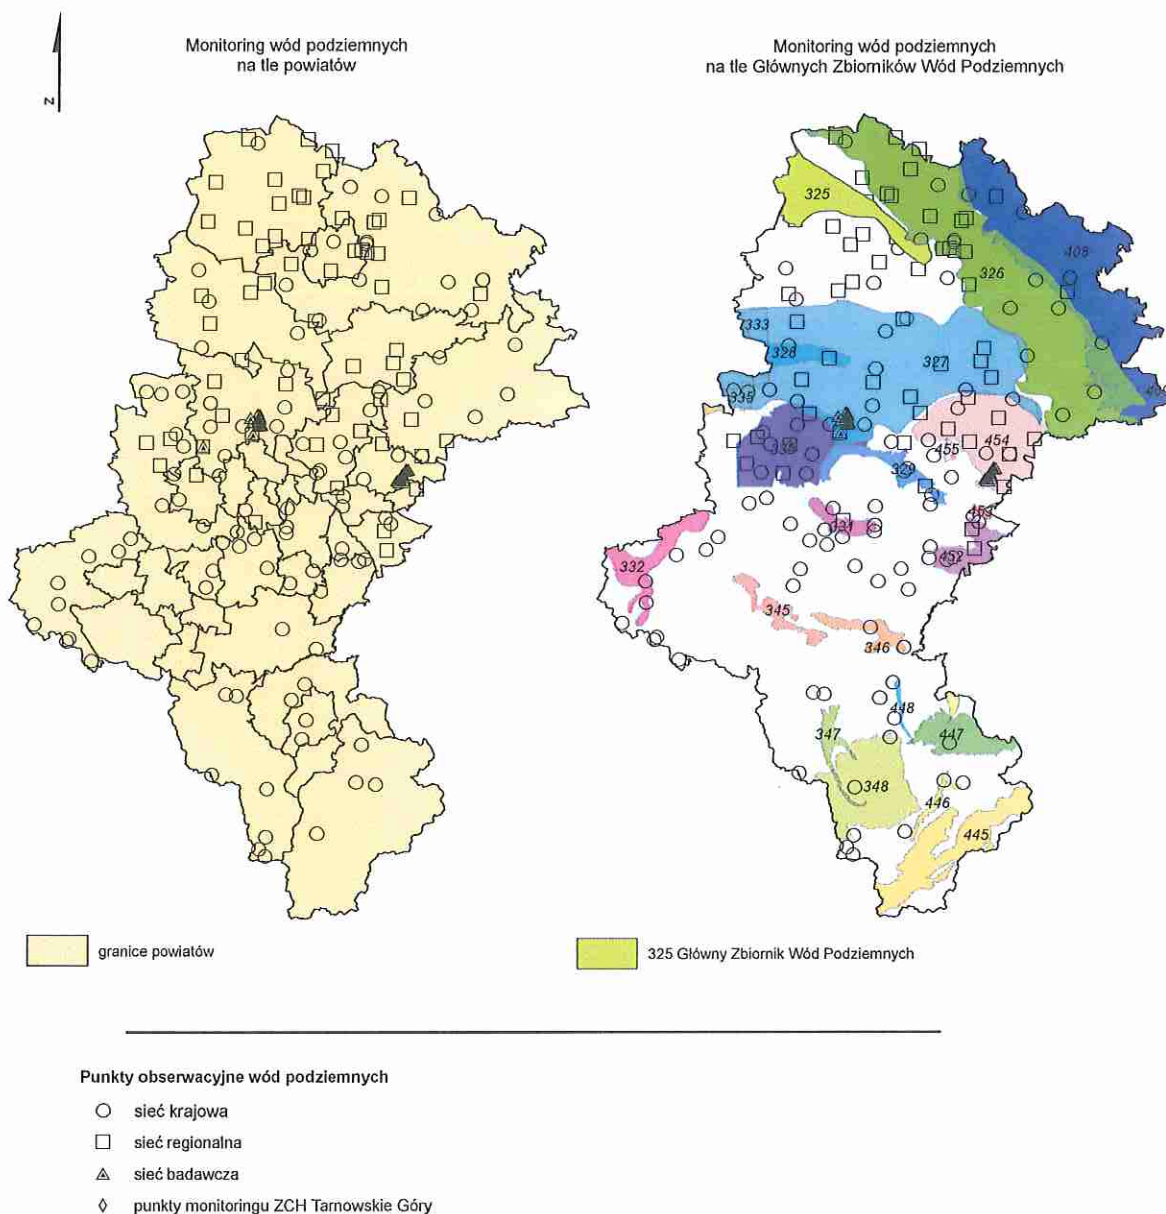 Monitoring wód podziemnych
na tle powiatów
Monitoring wód podziemnych
na tle Głównych Zbiorników Wód Podziemnych
N
325
408
326
333
328
327
335
454
455
329
453
331
452
332
345
346
448
347
447
348
446
445
granice powiatów
325 Główny Zbiornik Wód Podziemnych
Punkty obserwacyjne wód podziemnych
sieć krajowa
sieć regionalna
sieć badawcza
punkty monitoringu ZCH Tarnowskie Góry